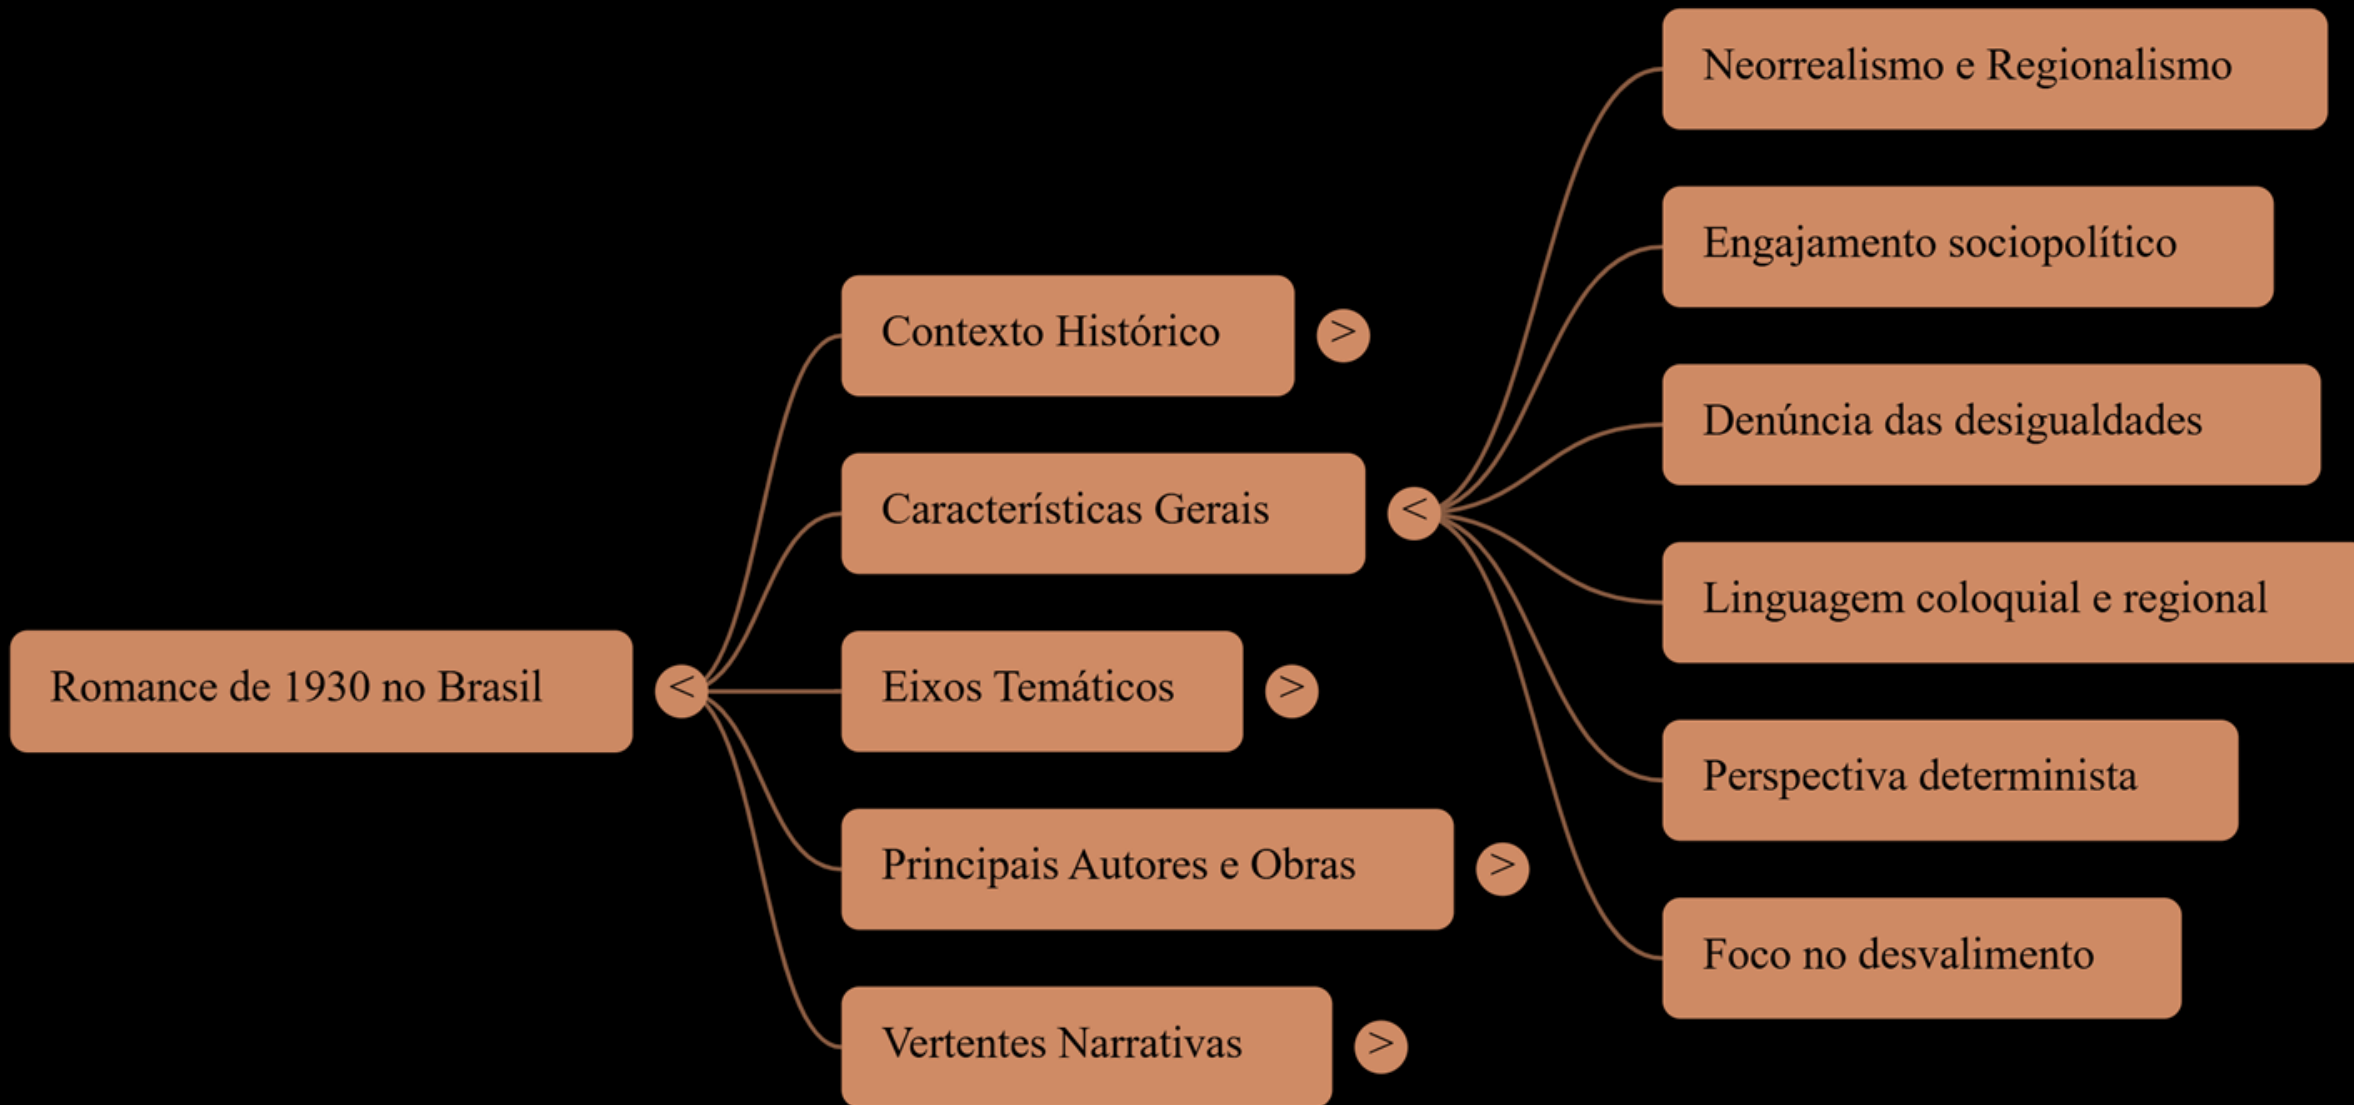 Romance de 1930 no Brasil
<
Contexto Histórico
>
Características Gerais
<
Eixos Temáticos
>
Principais Autores e Obras
>
Vertentes Narrativas
>
Neorrealismo e Regionalismo
Engajamento sociopolítico
Denúncia das desigualdades
Linguagem coloquial e regional
Perspectiva determinista
Foco no desvalimento